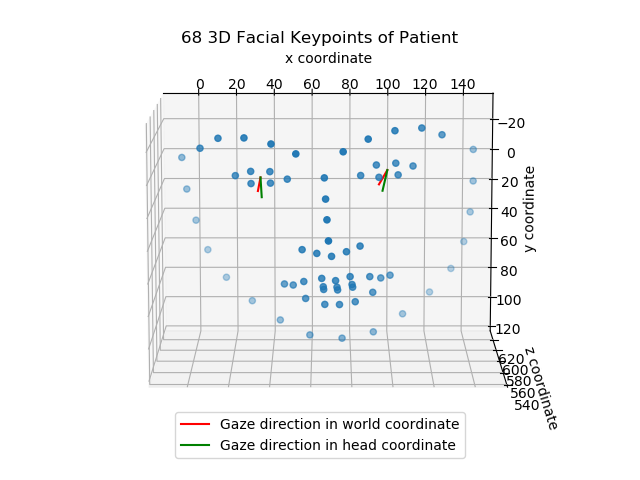 68 3D Facial Keypoints of Patient
x coordinate
0 20 40 60 80 100 120 140
−20
0
20
40
60
80
100
120
y coordinate
620
600
580
560
540
z coordinate
Gaze direction in world coordinate
Gaze direction in head coordinate